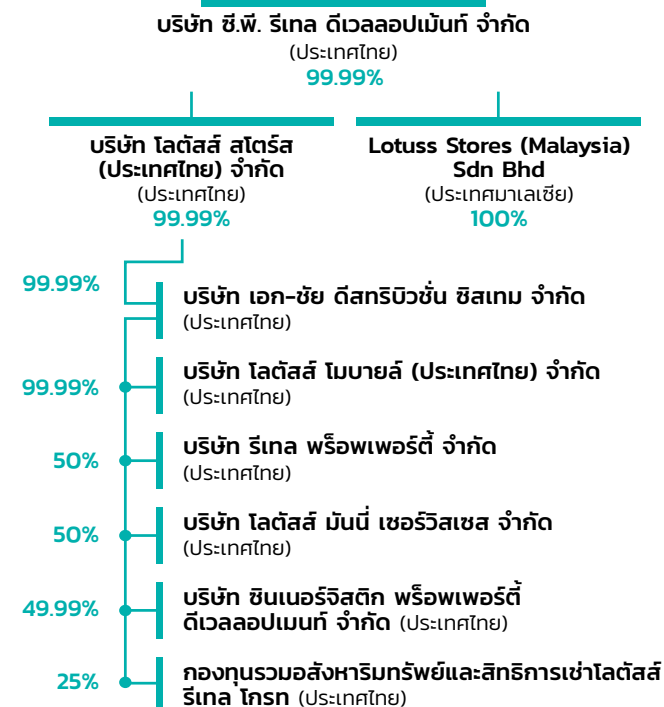 บริษัท ซี.พี. รีเทล ดีเวลลอปเม้นท์ จำกัด
(ประเทศไทย)
99.99%
บริษัท โลตัสส์ สโตร์ส
(ประเทศไทย) จำกัด
(ประเทศไทย)
99.99%
Lotuss Stores (Malaysia)
Sdn Bhd
(ประเทศมาเลเซีย)
100%
99.99%
บริษัท เอก-ชัย ดีสทริบิวชั่น ซิสเทม จำกัด
(ประเทศไทย)
99.99%
บริษัท โลตัสส์ โมบายล์ (ประเทศไทย) จำกัด
(ประเทศไทย)
50%
บริษัท รีเทล พร็อพเพอร์ตี้ จำกัด
(ประเทศไทย)
50%
บริษัท โลตัสส์ มันนี่ เซอร์วิสเซส จำกัด
(ประเทศไทย)
49.99%
บริษัท ซินเนอร์จิสติก พร็อพเพอร์ตี้
ดีเวลลอปเมนท์ จำกัด (ประเทศไทย)
25%
กองทุนรวมอสังหาริมทรัพย์และสิทธิการเช่าโลตัสส์
รีเทล โกรท (ประเทศไทย)